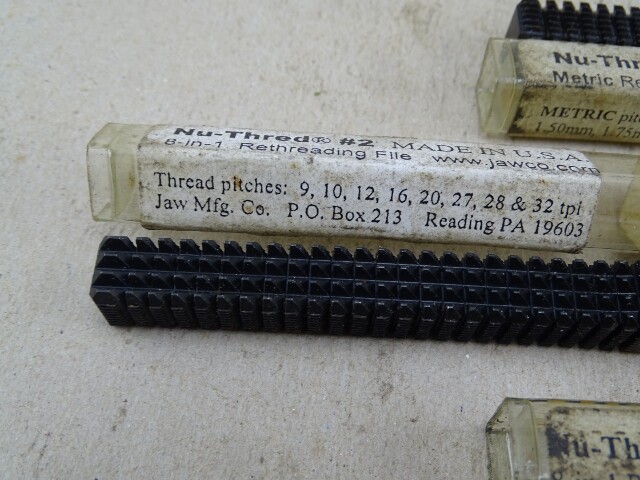 Nu-Thred® #2 MADE IN U.S.A.
8-in-1 Rethreading File www.jawco.com
Thread pitches: 9, 10, 12, 16, 20, 27, 28 & 32 tpi
Jaw Mfg. Co. P.O. Box 213 Reading PA 19603
Nu-Thr
Metric Re
METRIC pit
1.50mm, 1.75
Nu-Th